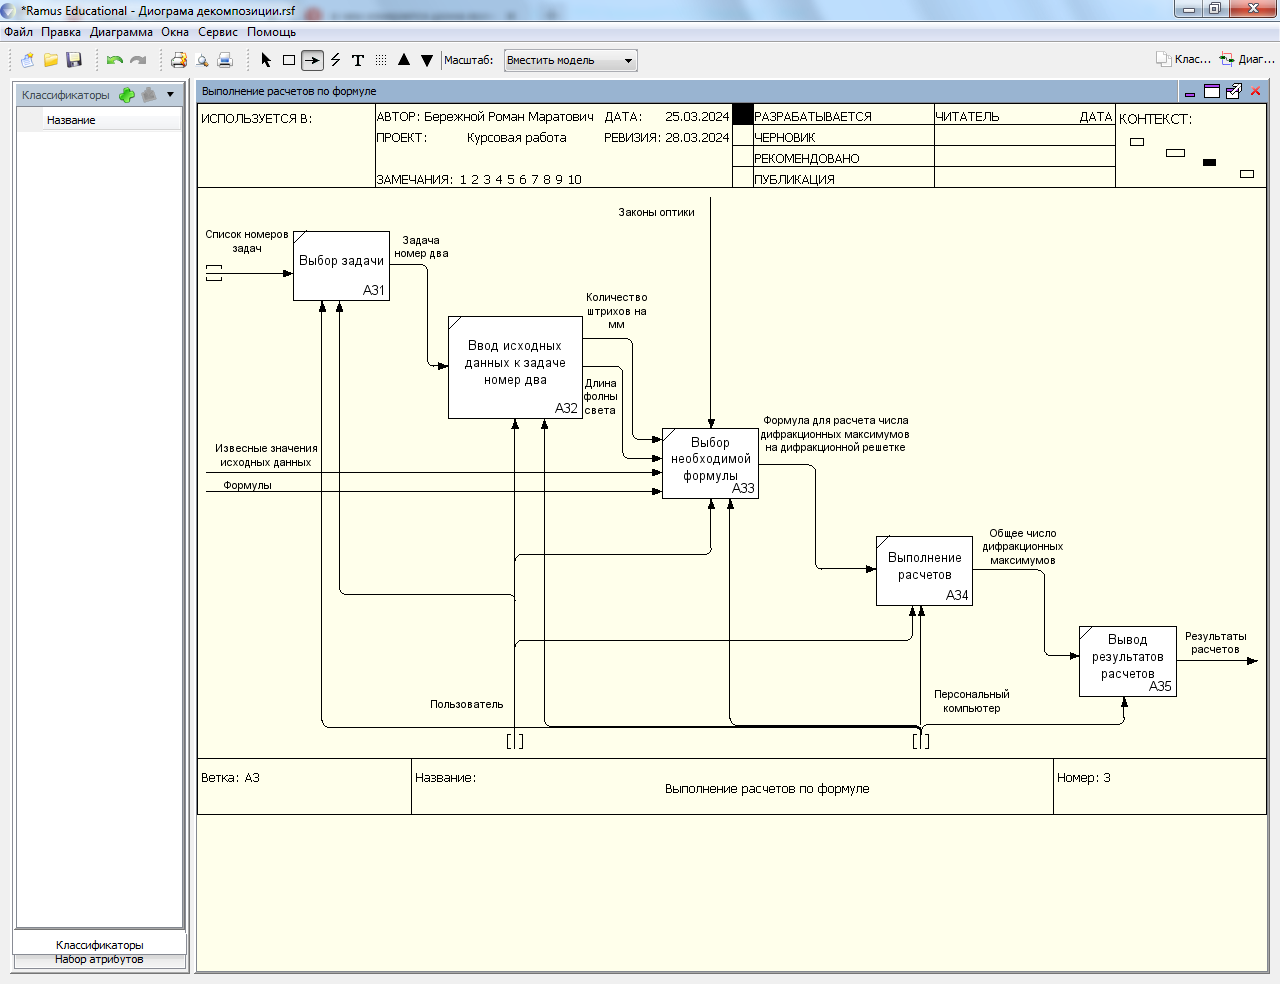 *Ramus Educational - Диограма декомпозиции.rsf
Файл Правка Диаграмма Окна Сервис Помощь
Масштаб: Вместить модель
Клас... Диаг...
Классификаторы
Название
Выполнение расчетов по формуле
ИСПОЛЬЗУЕТСЯ В:
АВТОР: Бережной Роман Маратович ДАТА: 25.03.2024
ПРОЕКТ: Курсовая работа РЕВИЗИЯ: 28.03.2024
ЗАМЕЧАНИЯ: 1 2 3 4 5 6 7 8 9 10
РАЗРАБАТЫВАЕТСЯ
ЧЕРНОВИК
РЕКОМЕНДОВАНО
ПУБЛИКАЦИЯ
ЧИТАТЕЛЬ ДАТА
КОНТЕКСТ:
Законы оптики
Список номеров
задач
Выбор задачи
A31
Задача
номер два
Количество
штрихов на
мм
Ввод исходных
данных к задаче
номер два
A32
Длина
фолны
света
Извесные значения
исходных данных
Формулы
Выбор
необходимой
формулы
A33
Формула для расчета числа
дифракционных максимумов
на дифракционной решетке
Выполнение
расчетов
A34
Общее число
дифракционных
максимумов
Вывод
результатов
расчетов
A35
Результаты
расчетов
Пользователь
Персональный
компьютер
Ветка: A3
Название:
Выполнение расчетов по формуле
Номер: 3
Классификаторы
Набор атрибутов